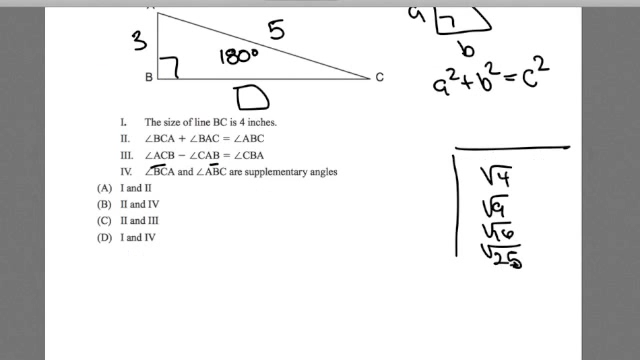 A
5
a
3
180°
B
C
b
a² + b² = c²
I. The size of line BC is 4 inches.
II. ∠BCA + ∠BAC = ∠ABC
III. ∠ACB − ∠CAB = ∠CBA
IV. ∠BCA and ∠ABC are supplementary angles
(A) I and II
(B) II and IV
(C) II and III
(D) I and IV
√4
√9
√16
√25